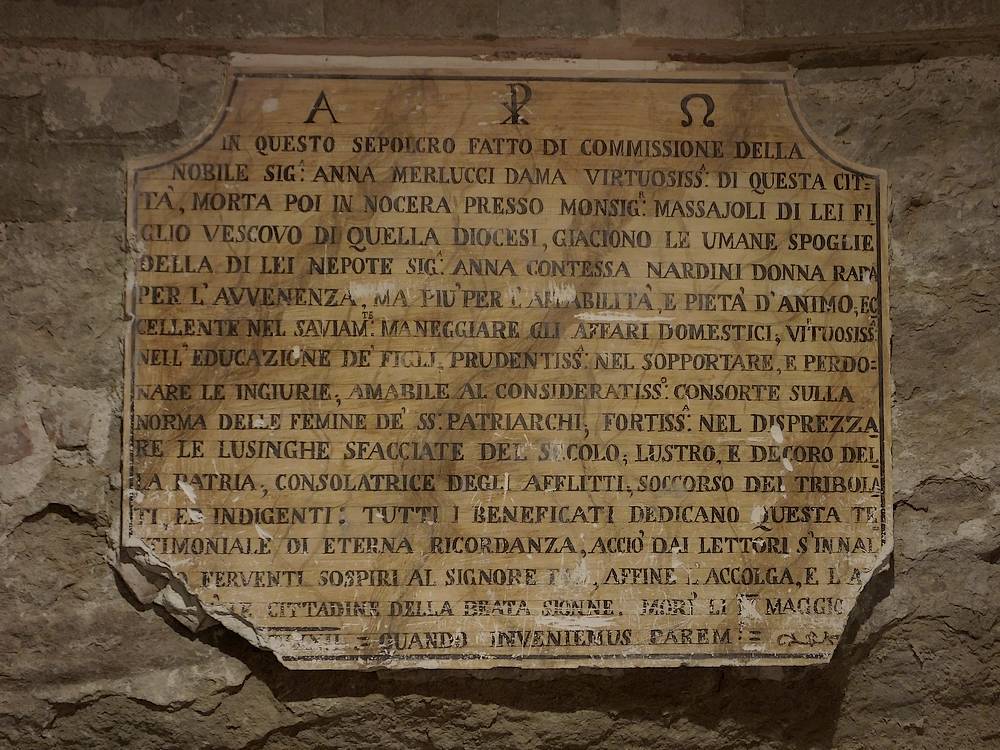 Α ☧ Ω
IN QUESTO SEPOLCRO FATTO DI COMMISSIONE DELLA
NOBILE SIG.ᴬ ANNA MERLUCCI DAMA VIRTUOSISS.ᴬ DI QUESTA CIT=
TÀ, MORTA POI IN NOCERA PRESSO MONSIG.ᴿ MASSAJOLI DI LEI FI
GLIO VESCOVO DI QUELLA DIOCESI, GIACIONO LE UMANE SPOGLIE
DELLA DI LEI NEPOTE SIG.ᴬ ANNA CONTESSA NARDINI DONNA RARA
PER L'AVVENENZA, MA PIU' PER L'AFFABILITÀ, E PIETÀ D'ANIMO, EC
CELLENTE NEL SAVIAM.ᵀᴱ MANEGGIARE GLI AFFARI DOMESTICI, VIRTUOSISS.ᴬ
NELL'EDUCAZIONE DE' FIGLI, PRUDENTISS.ᴬ NEL SOPPORTARE, E PERDO=
NARE LE INGIURIE, AMABILE AL CONSIDERATISS.º CONSORTE SULLA
NORMA DELLE FEMINE DE' SS: PATRIARCHI, FORTISS.ᴬ NEL DISPREZZA
RE LE LUSINGHE SFACCIATE DEL SECOLO, LUSTRO, E DECORO DEL
LA PATRIA, CONSOLATRICE DEGLI AFFLITTI, SOCCORSO DEI TRIBOLA
TI, ED INDIGENTI: TUTTI I BENEFICATI DEDICANO QUESTA TE
STIMONIALE DI ETERNA RICORDANZA, ACCIÒ DAI LETTORI S'INNAL
FERVENTI SOSPIRI AL SIGNORE AFFINE L'ACCOLGA, E
CITTADINE DELLA BEATA SIONNE. MORÌ LI MAGGIO
= QUANDO INVENIEMUS PAREM =